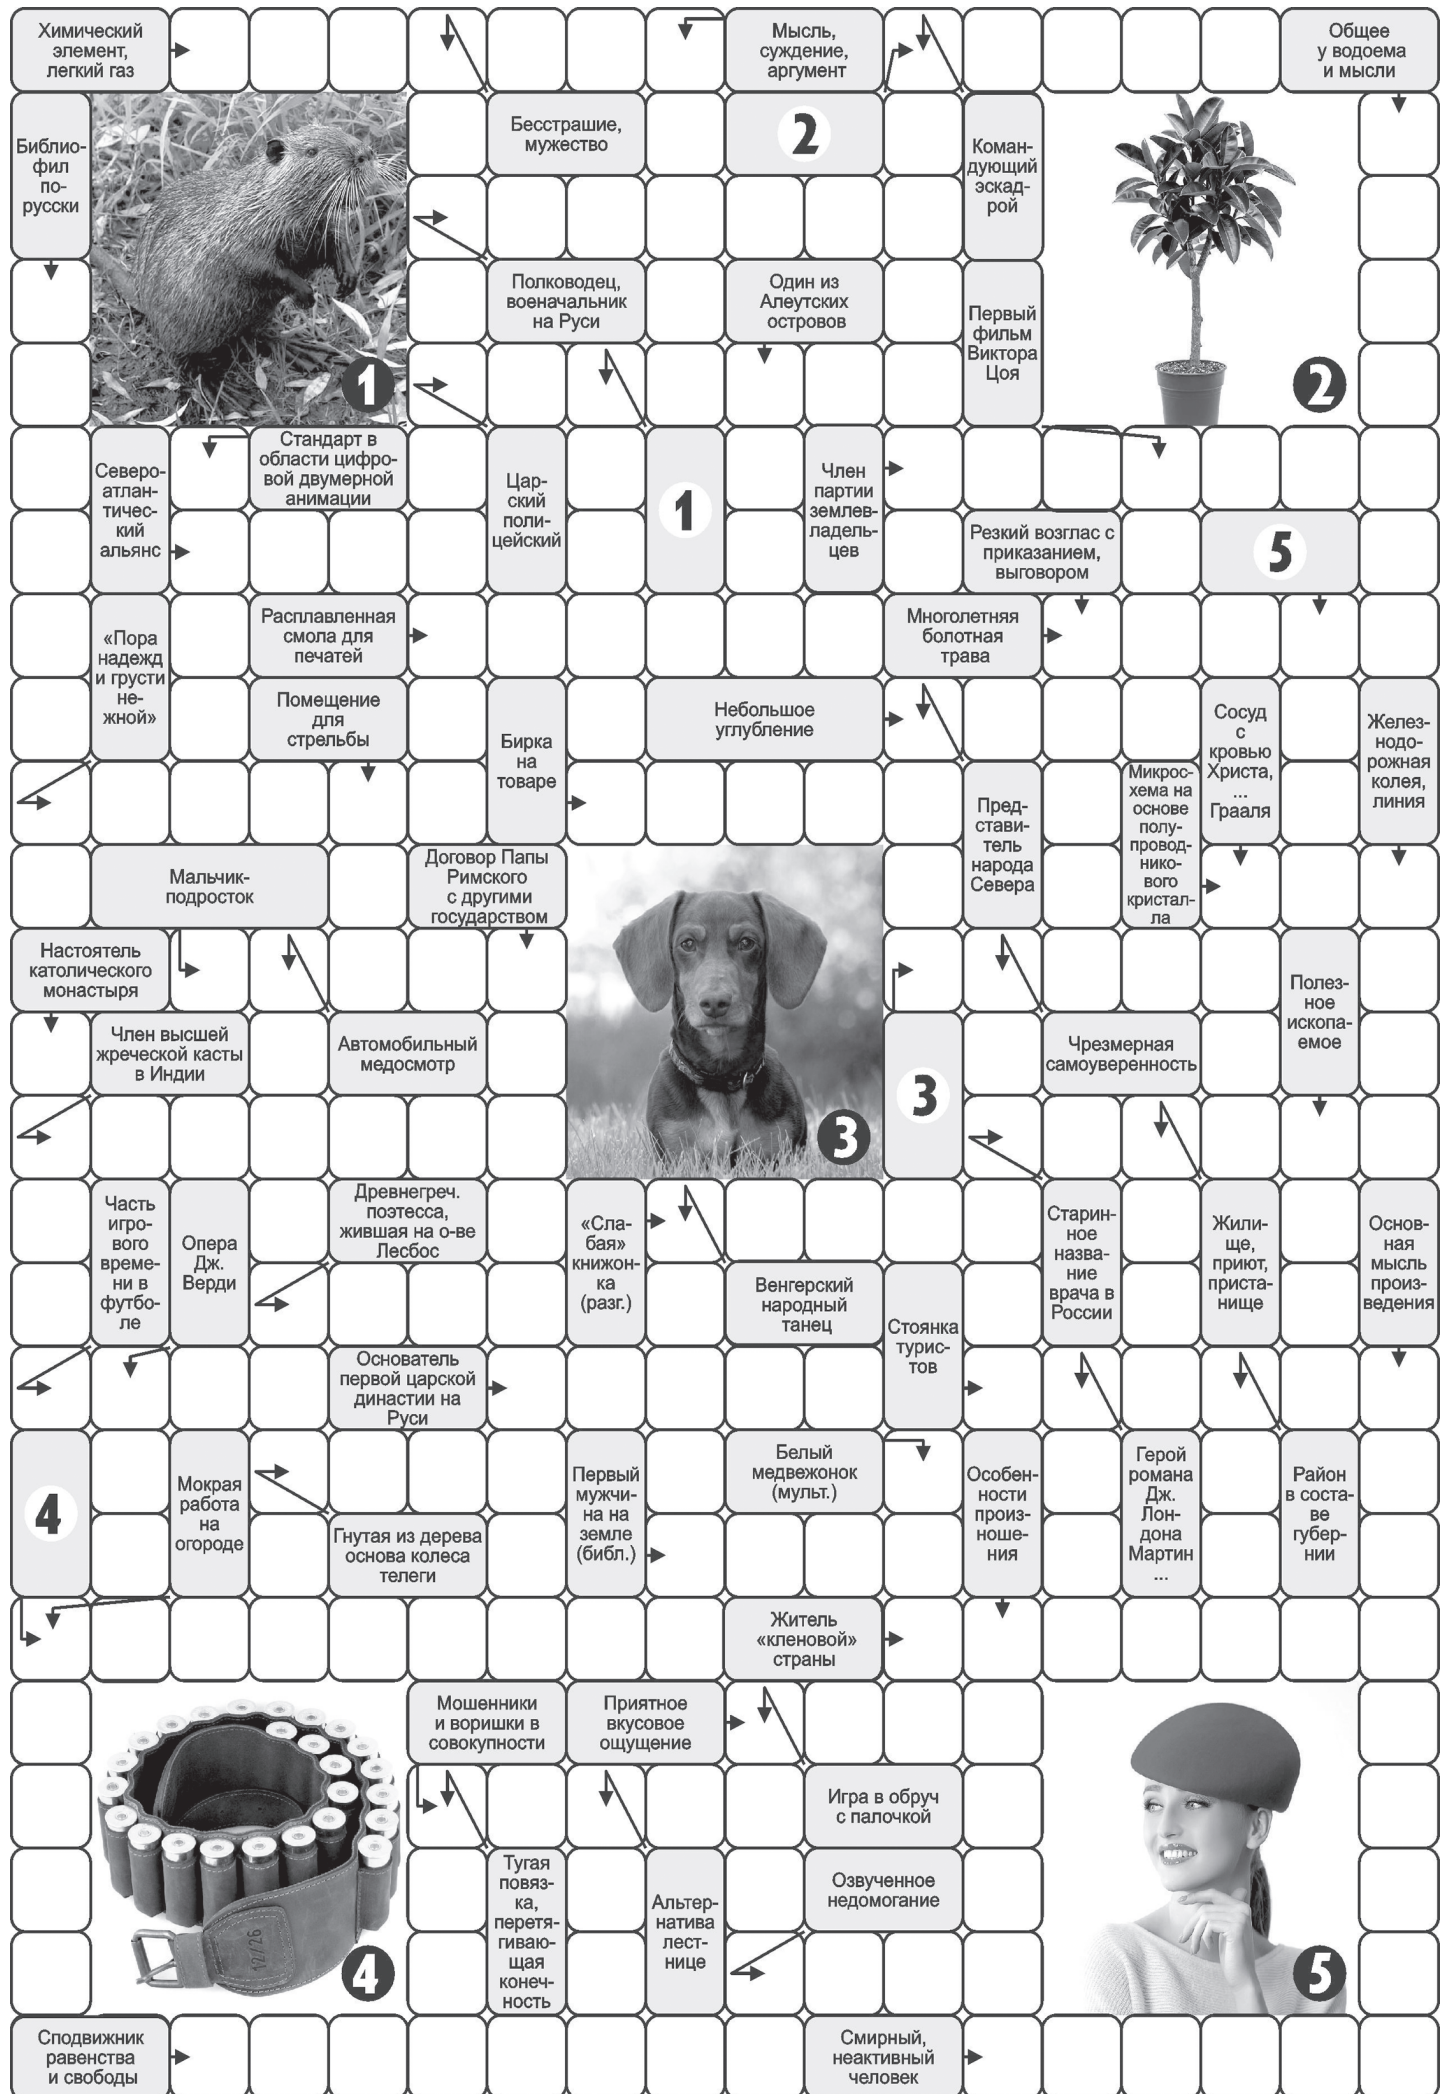 Химический
элемент,
легкий газ
Мысль,
суждение,
аргумент
Общее
у водоема
и мысли
Библио-
фил
по-
русски
Бесстрашие,
мужество
2
Коман-
дующий
эскад-
рой
Полководец,
военачальник
на Руси
Один из
Алеутских
островов
Первый
фильм
Виктора
Цоя
1
2
Северо-
атлан-
тичес-
кий
альянс
Стандарт в
области цифро-
вой двумерной
анимации
Цар-
ский
поли-
цейский
1
Член
партии
землев-
ладель-
цев
Резкий возглас с
приказанием,
выговором
5
«Пора
надежд
и грусти
не-
жной»
Расплавленная
смола для
печатей
Многолетняя
болотная
трава
Помещение
для
стрельбы
Бирка
на
товаре
Небольшое
углубление
Сосуд
с
кровью
Христа,
...
Грааля
Желез-
нодо-
рожная
колея,
линия
Пред-
стави-
тель
народа
Севера
Микрос-
хема на
основе
полу-
провод-
нико-
вого
кристал-
ла
Мальчик-
подросток
Договор Папы
Римского
с другими
государством
Настоятель
католического
монастыря
Полез-
ное
ископа-
емое
Член высшей
жреческой касты
в Индии
Автомобильный
медосмотр
3
3
Чрезмерная
самоуверенность
Часть
игро-
вого
време-
ни в
футбо-
ле
Опера
Дж.
Верди
Древнегреч.
поэтесса,
жившая на о-ве
Лесбос
«Сла-
бая»
книжон-
ка
(разг.)
Венгерский
народный
танец
Стоянка
турис-
тов
Старин-
ное
назва-
ние
врача в
России
Жили-
ще,
приют,
приста-
нище
Основ-
ная
мысль
произ-
ведения
Основатель
первой царской
династии на
Руси
4
Мокрая
работа
на
огороде
Гнутая из дерева
основа колеса
телеги
Первый
мужчи-
на на
земле
(библ.)
Белый
медвежонок
(мульт.)
Особен-
ности
произ-
ноше-
ния
Герой
романа
Дж.
Лон-
дона
Мартин
...
Район
в соста-
ве
губер-
нии
Житель
«кленовой»
страны
Мошенники
и воришки в
совокупности
Приятное
вкусовое
ощущение
Игра в обруч
с палочкой
12/26
4
Тугая
повяз-
ка,
перетя-
гиваю-
щая
конеч-
ность
Альтер-
натива
лест-
нице
Озвученное
недомогание
5
Сподвижник
равенства
и свободы
Смирный,
неактивный
человек